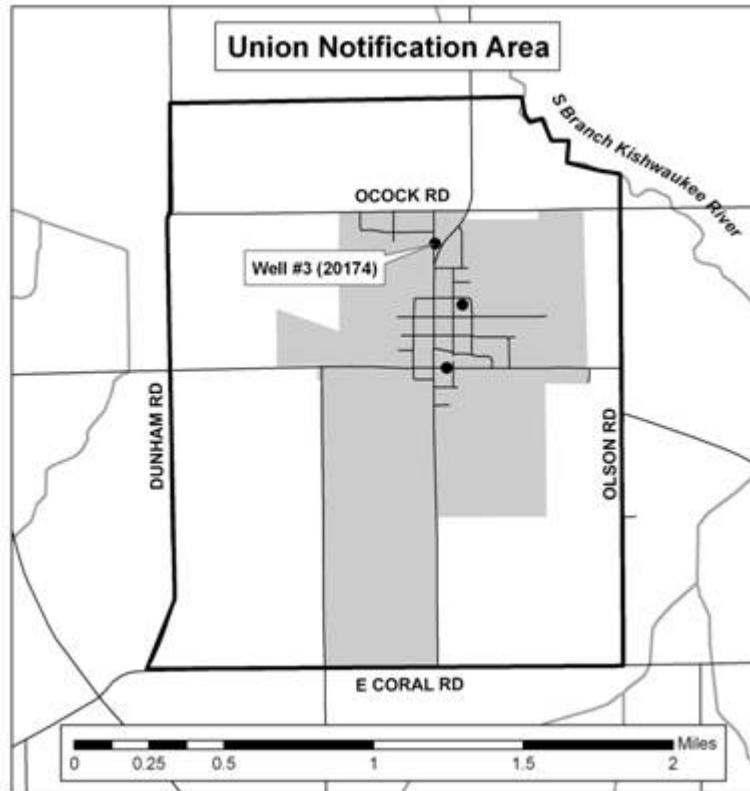 Union Notification Area
S Branch Kishwaukee River
OCOCK RD
Well #3 (20174)
DUNHAM RD
OLSON RD
E CORAL RD
Miles
0 0.25 0.5 1 1.5 2